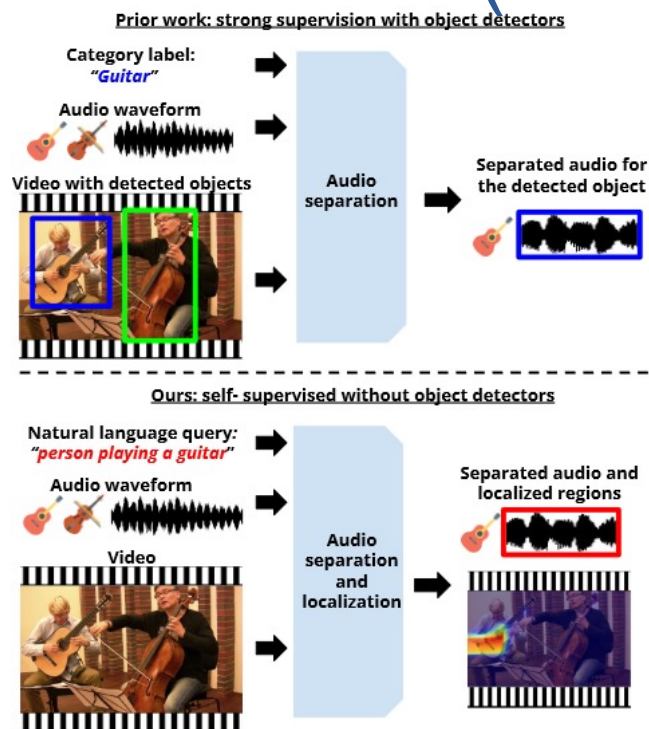 Prior work: strong supervision with object detectors
Category label:
“Guitar”
Audio waveform
Video with detected objects
Audio
separation
Separated audio for
the detected object
Ours: self- supervised without object detectors
Natural language query:
“person playing a guitar”
Audio waveform
Video
Audio
separation
and
localization
Separated audio and
localized regions